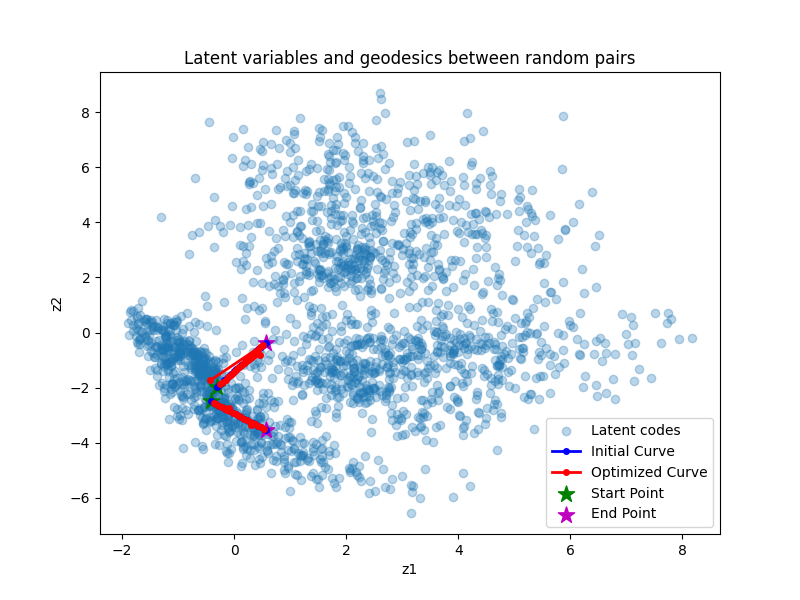 Latent variables and geodesics between random pairs
8
6
4
2
0
−2
−4
−6
z2
−2
0
2
4
6
8
z1
Latent codes
Initial Curve
Optimized Curve
Start Point
End Point